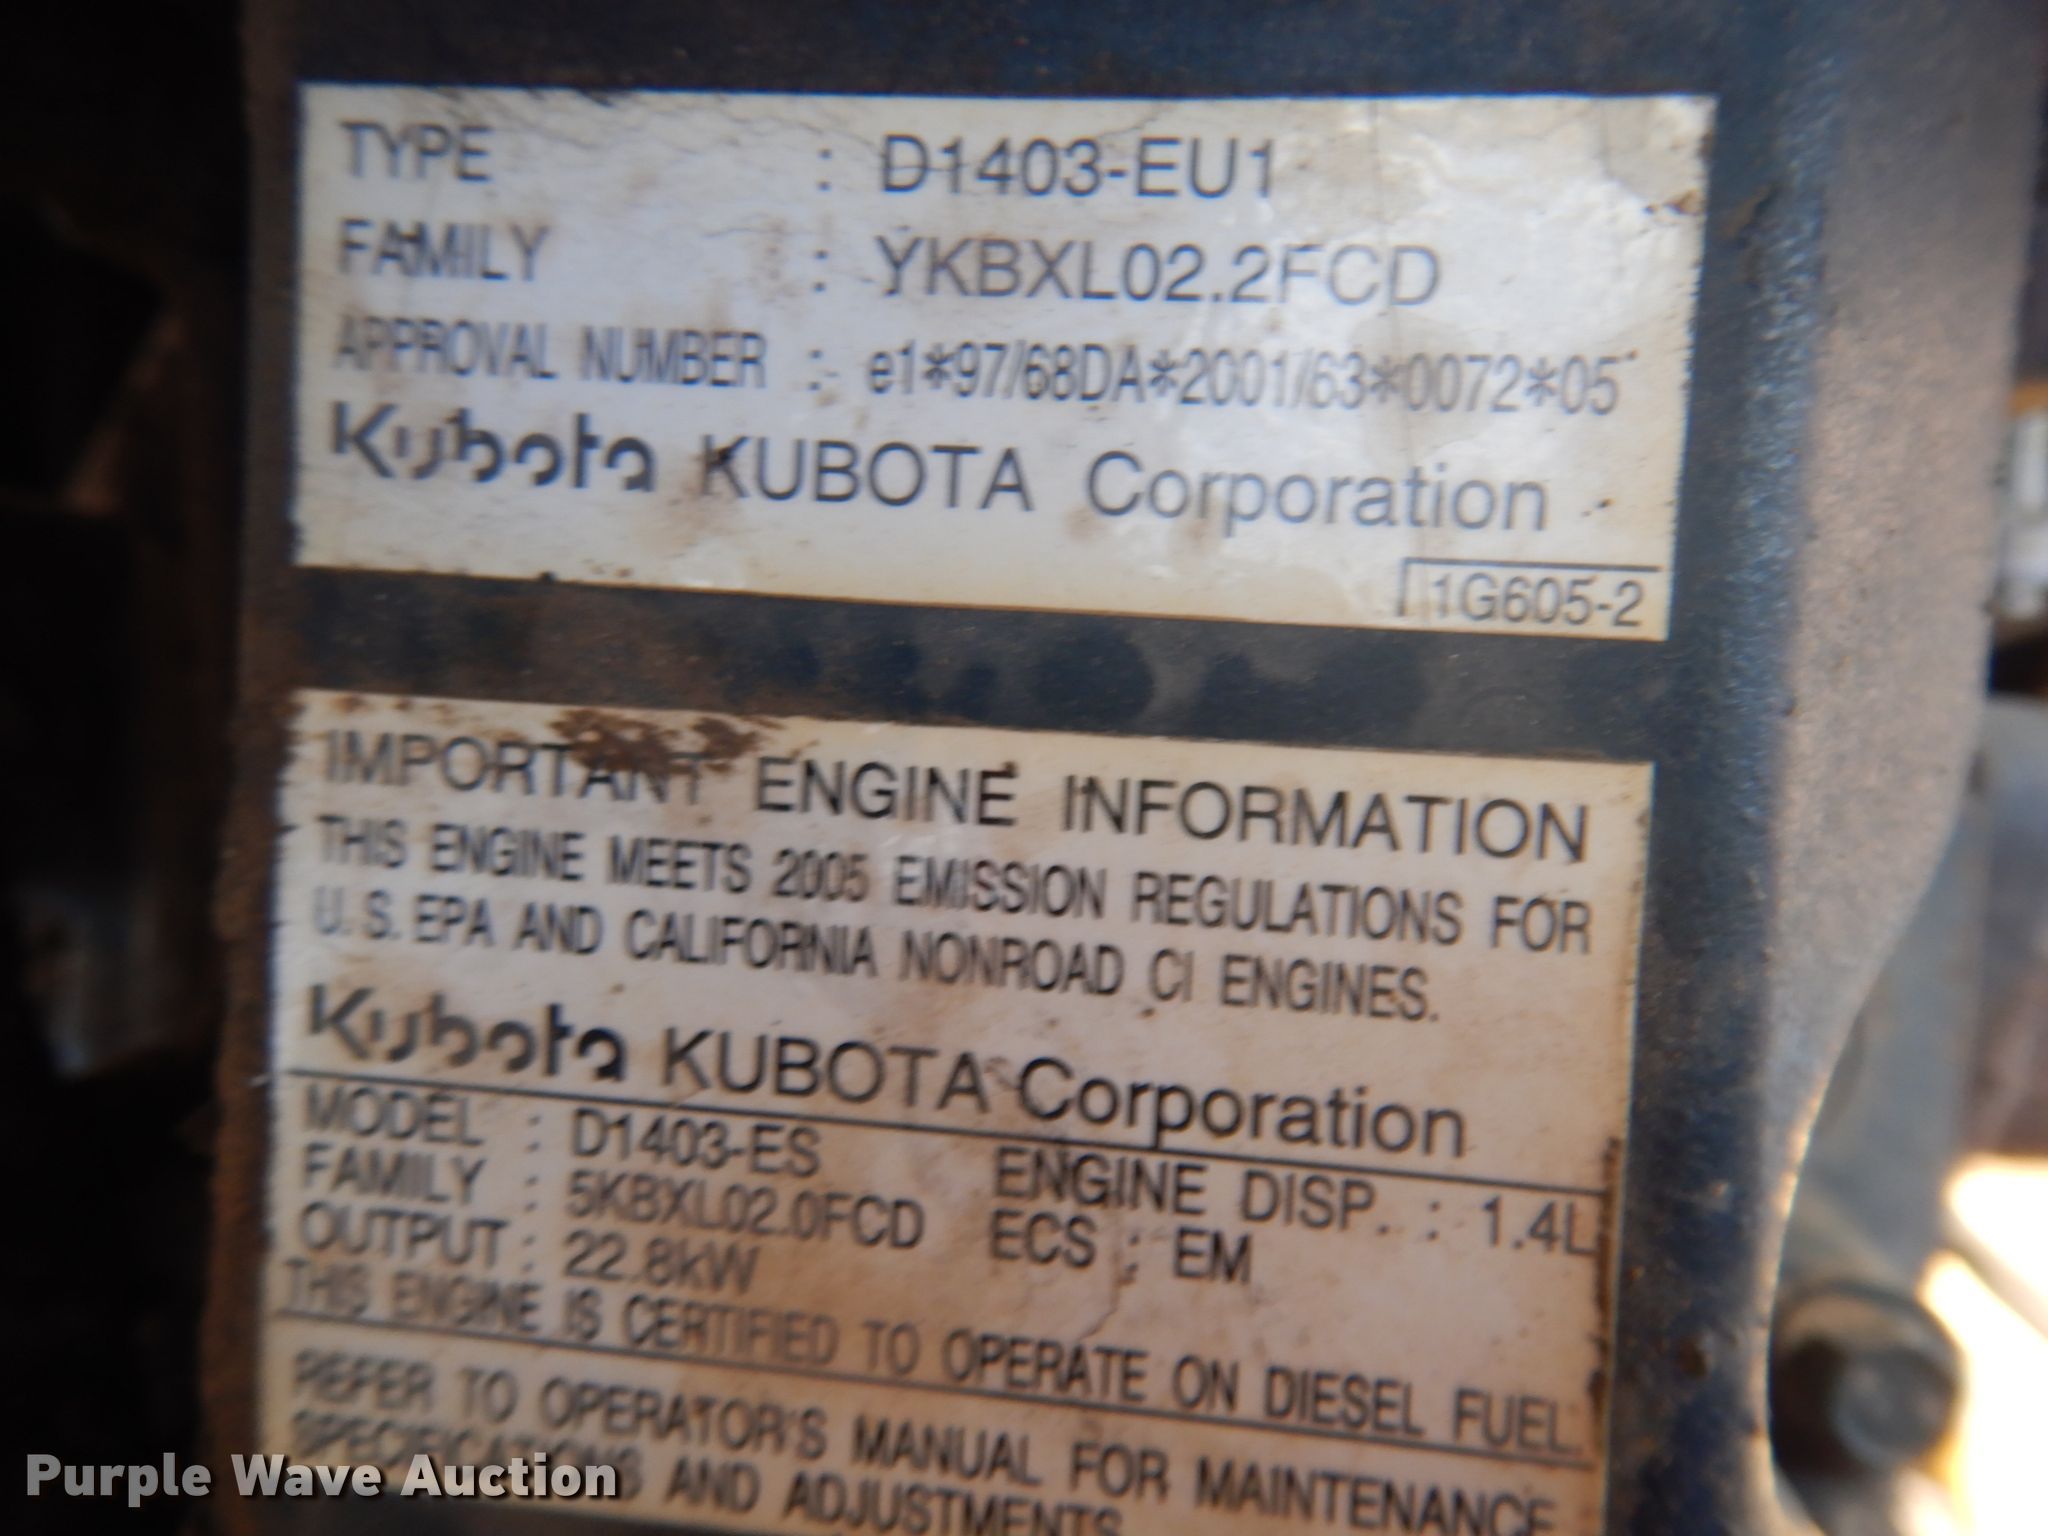 TYPE : D1403-EU1
FAMILY : YKBXL02.2FCD
APPROVAL NUMBER : e1*97/68DA*2001/63*0072*05
Kubota KUBOTA Corporation
1G605-2
IMPORTANT ENGINE INFORMATION
THIS ENGINE MEETS 2005 EMISSION REGULATIONS FOR
U.S. EPA AND CALIFORNIA NONROAD CI ENGINES.
Kubota KUBOTA Corporation
MODEL : D1403-ES ENGINE DISP. : 1.4L
FAMILY : 5KBXL02.0FCD ECS : EM
OUTPUT : 22.8kW
THIS ENGINE IS CERTIFIED TO OPERATE ON DIESEL FUEL.
REFER TO OPERATOR'S MANUAL FOR MAINTENANCE
SPECIFICATIONS AND ADJUSTMENTS.
Purple Wave Auction